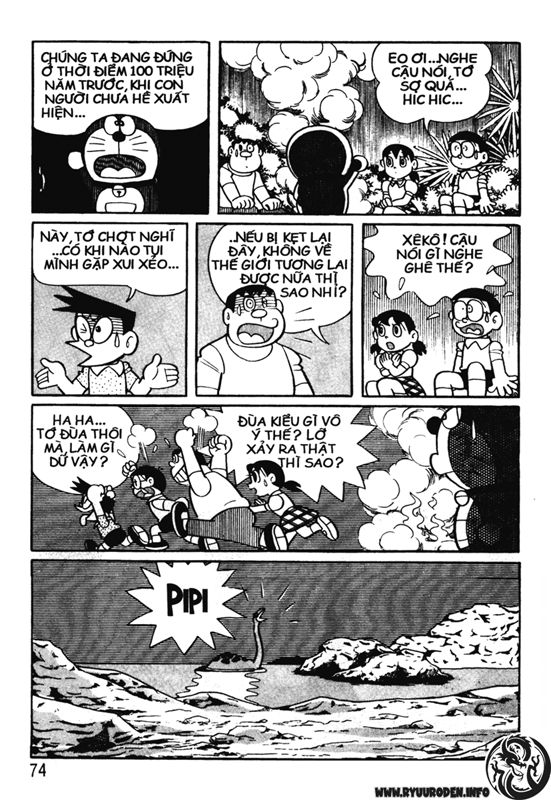 CHÚNG TA ĐANG ĐỨNG
Ở THỜI ĐIỂM 100 TRIỆU
NĂM TRƯỚC, KHI CON
NGƯỜI CHƯA HỀ XUẤT
HIỆN...
EO ƠI...NGHE
CẬU NÓI, TỚ
SỢ QUÁ...
HIC HIC...
NÀY, TỚ CHỢT NGHĨ
...CÓ KHI NÀO TỤI
MÌNH GẶP XUI XẺO...
..NẾU BỊ KẸT LẠI
ĐÂY, KHÔNG VỀ
THẾ GIỚI TƯƠNG LAI
ĐƯỢC NỮA THÌ
SAO NHỈ?
XÊKÔ! CẬU
NÓI GÌ NGHE
GHÊ THẾ?
HA HA...
TỚ ĐÙA THÔI
MÀ, LÀM GÌ
DỮ VẬY?
ĐÙA KIỂU GÌ VÔ
Ý THẾ? LỠ
XẢY RA THẬT
THÌ SAO?
PIPI
74
WWW.RYUURODEN.INFO